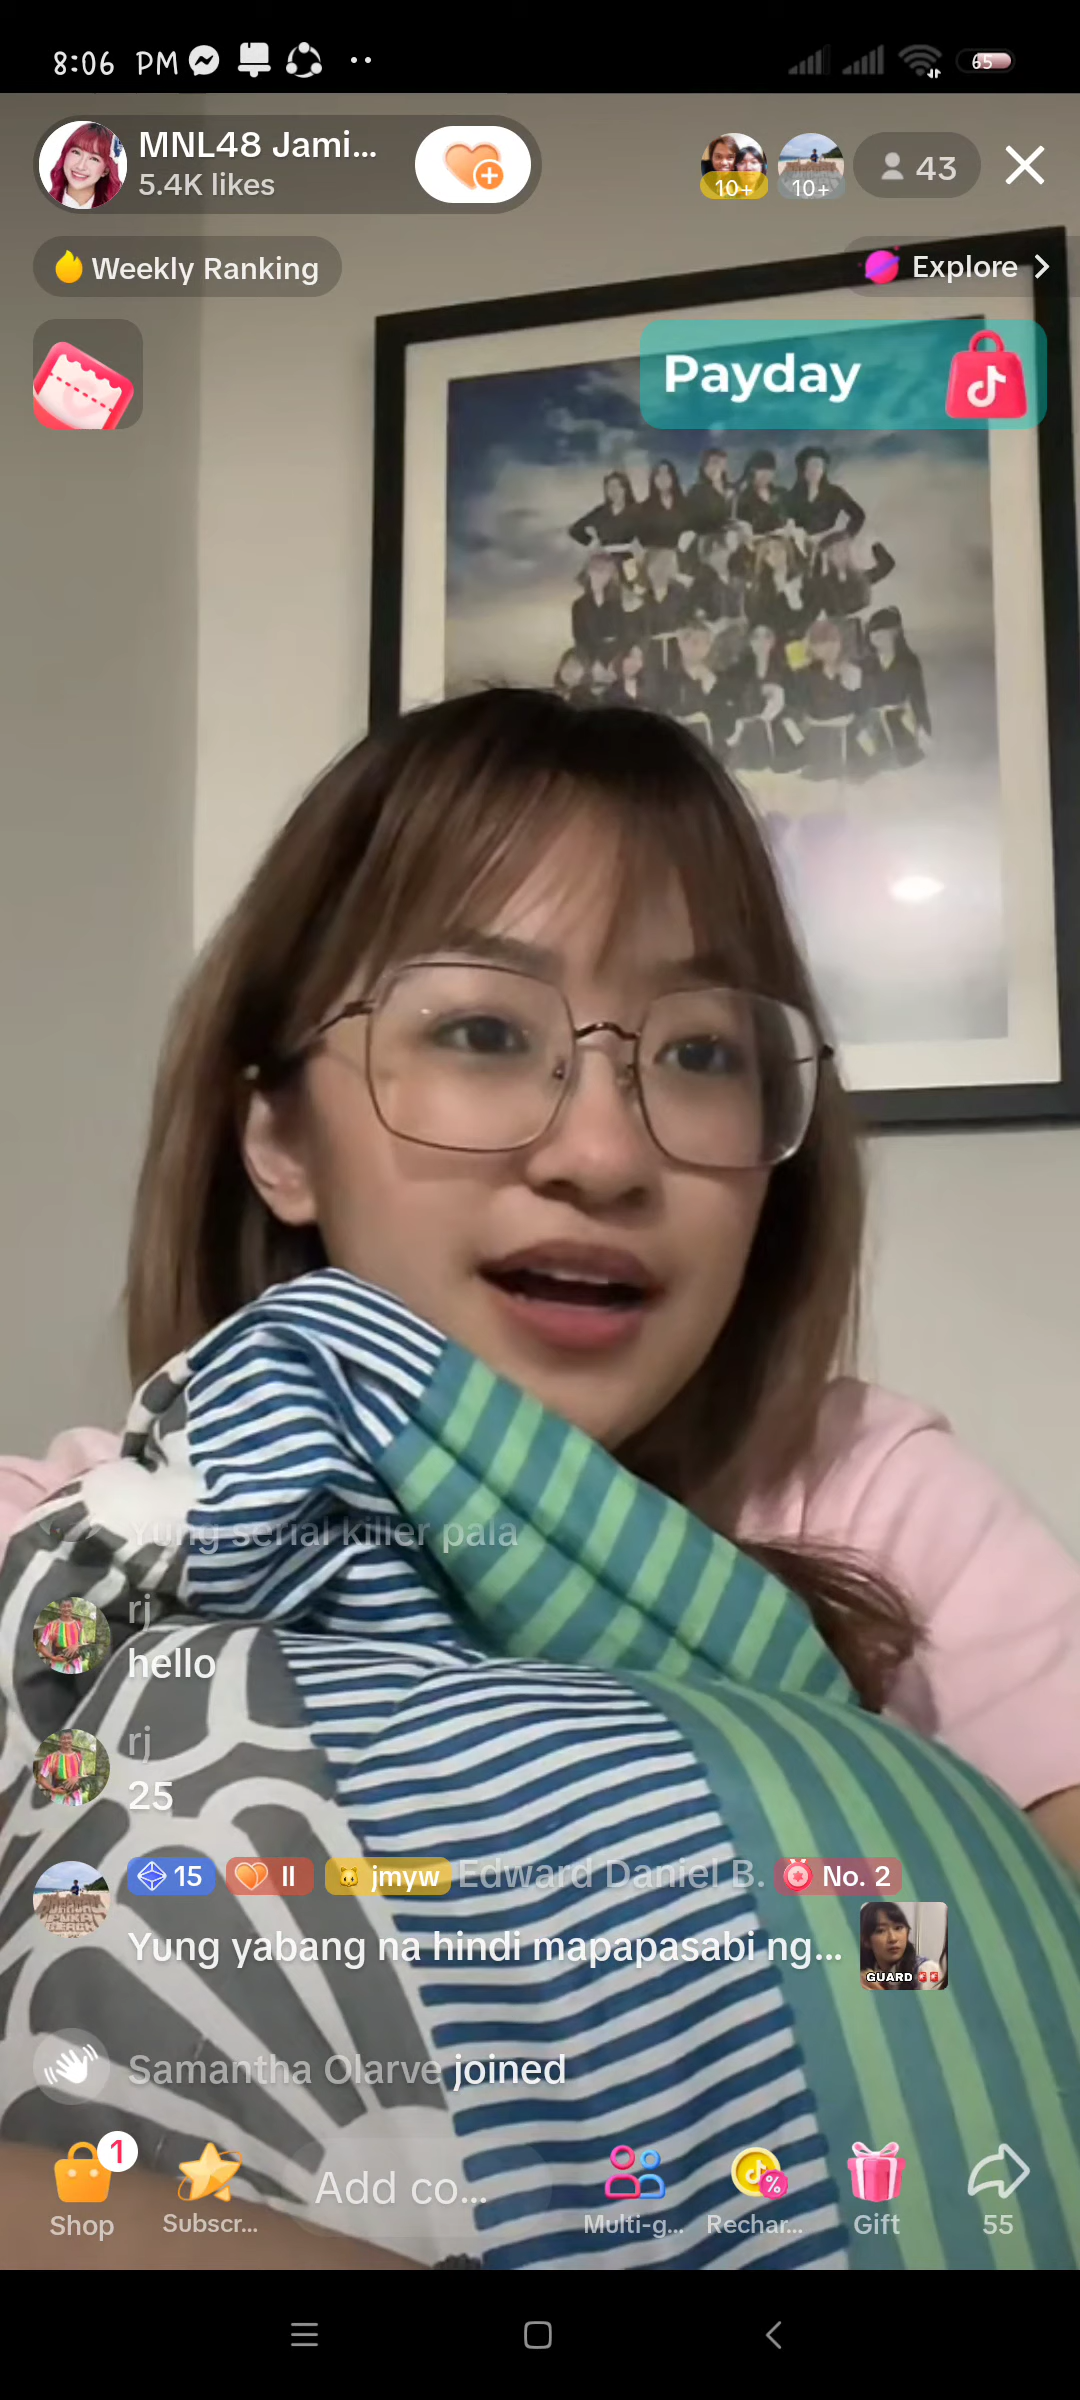 8:06 PM
65
MNL48 Jami...
5.4K likes
10+
10+
43
Weekly Ranking
Explore
Payday
Yung serial killer pala
rj
hello
rj
25
15
II
jmyw
Edward Daniel B.
No. 2
Yung yabang na hindi mapapasabi ng...
GUARD
Samantha Olarve joined
1
Add co...
Shop
Subscr...
Multi-g...
Rechar...
Gift
55